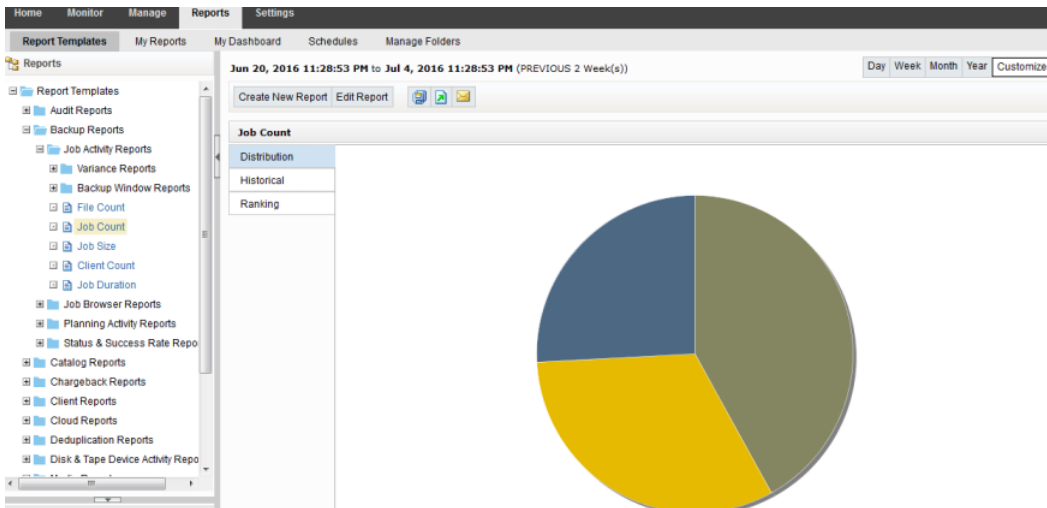 Home Monitor Manage Reports Settings
Report Templates My Reports My Dashboard Schedules Manage Folders
Reports
Jun 20, 2016 11:28:53 PM to Jul 4, 2016 11:28:53 PM (PREVIOUS 2 Week(s))
Day Week Month Year Customize
Create New Report Edit Report
Report Templates
Audit Reports
Backup Reports
Job Activity Reports
Variance Reports
Backup Window Reports
File Count
Job Count
Job Size
Client Count
Job Duration
Job Browser Reports
Planning Activity Reports
Status & Success Rate Repo
Catalog Reports
Chargeback Reports
Client Reports
Cloud Reports
Deduplication Reports
Disk & Tape Device Activity Repo
Job Count
Distribution
Historical
Ranking